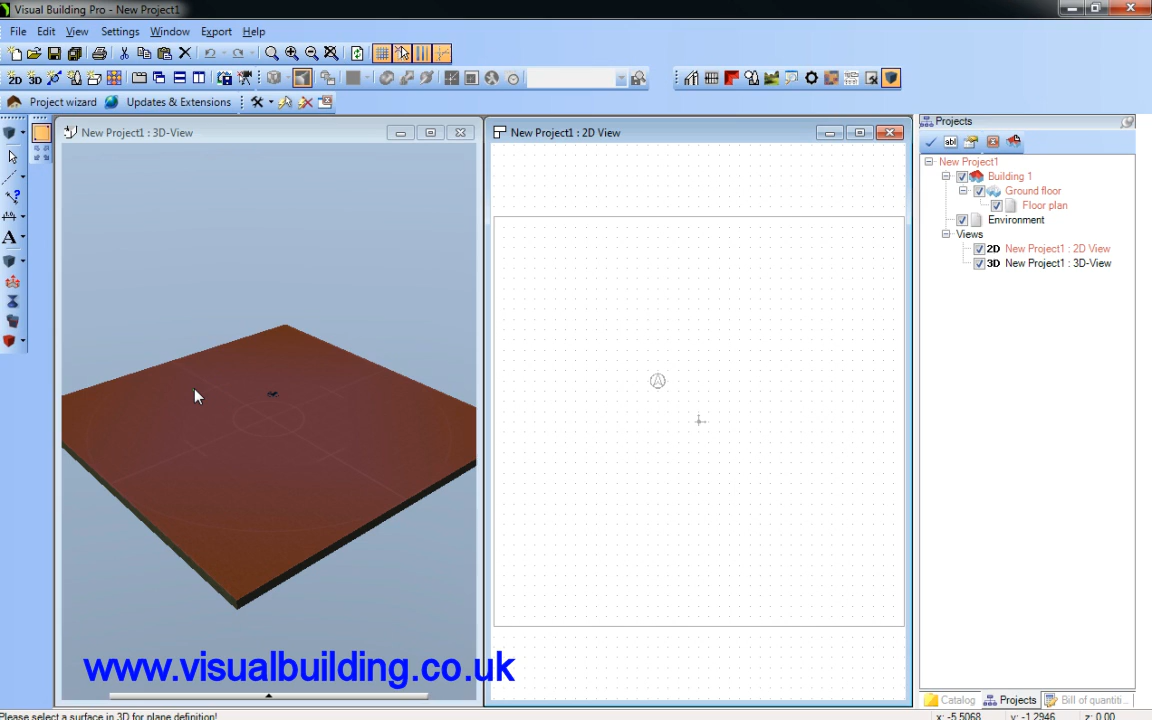 Visual Building Pro - New Project1
File Edit View Settings Window Export Help
2D 3D
Project wizard Updates & Extensions
New Project1 : 3D-View
New Project1 : 2D View
Projects
abl
New Project1
Building 1
Ground floor
Floor plan
Environment
Views
2D New Project1 : 2D View
3D New Project1 : 3D-View
A
www.visualbuilding.co.uk
Catalog Projects Bill of quantiti...
Please select a surface in 3D for plane definition!
x: -5.5068 y: -1.2946 z: 0.00